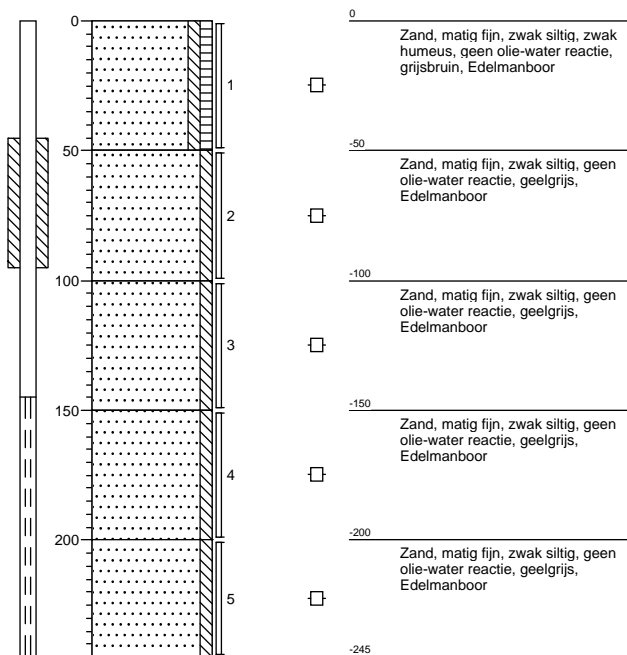 0
0
Zand, matig fijn, zwak siltig, zwak
humeus, geen olie-water reactie,
grijsbruin, Edelmanboor
1
50
-50
Zand, matig fijn, zwak siltig, geen
olie-water reactie, geelgrijs,
Edelmanboor
2
100
-100
Zand, matig fijn, zwak siltig, geen
olie-water reactie, geelgrijs,
Edelmanboor
3
150
-150
Zand, matig fijn, zwak siltig, geen
olie-water reactie, geelgrijs,
Edelmanboor
4
200
-200
Zand, matig fijn, zwak siltig, geen
olie-water reactie, geelgrijs,
Edelmanboor
5
-245